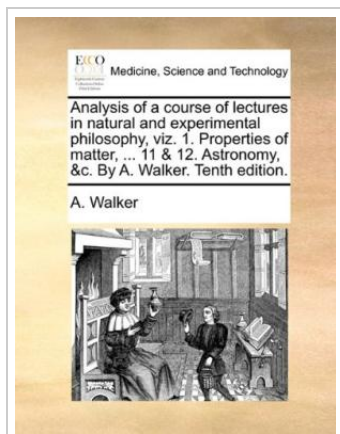 ECCO
Medicine, Science and Technology
Analysis of a course of lectures
in natural and experimental
philosophy, viz. 1. Properties of
matter, ... 11 & 12. Astronomy,
&c. By A. Walker. Tenth edition.
A. Walker